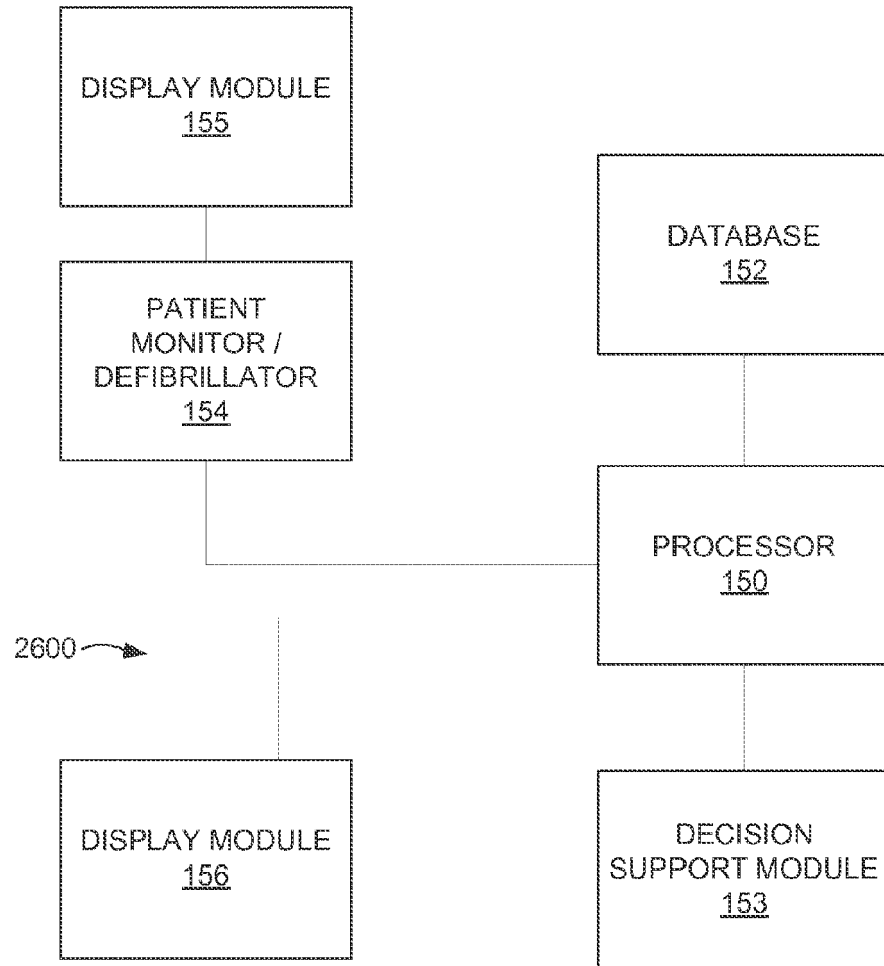 DISPLAY MODULE
155
PATIENT
MONITOR /
DEFIBRILLATOR
154
DATABASE
152
PROCESSOR
150
2600
DISPLAY MODULE
156
DECISION
SUPPORT MODULE
153